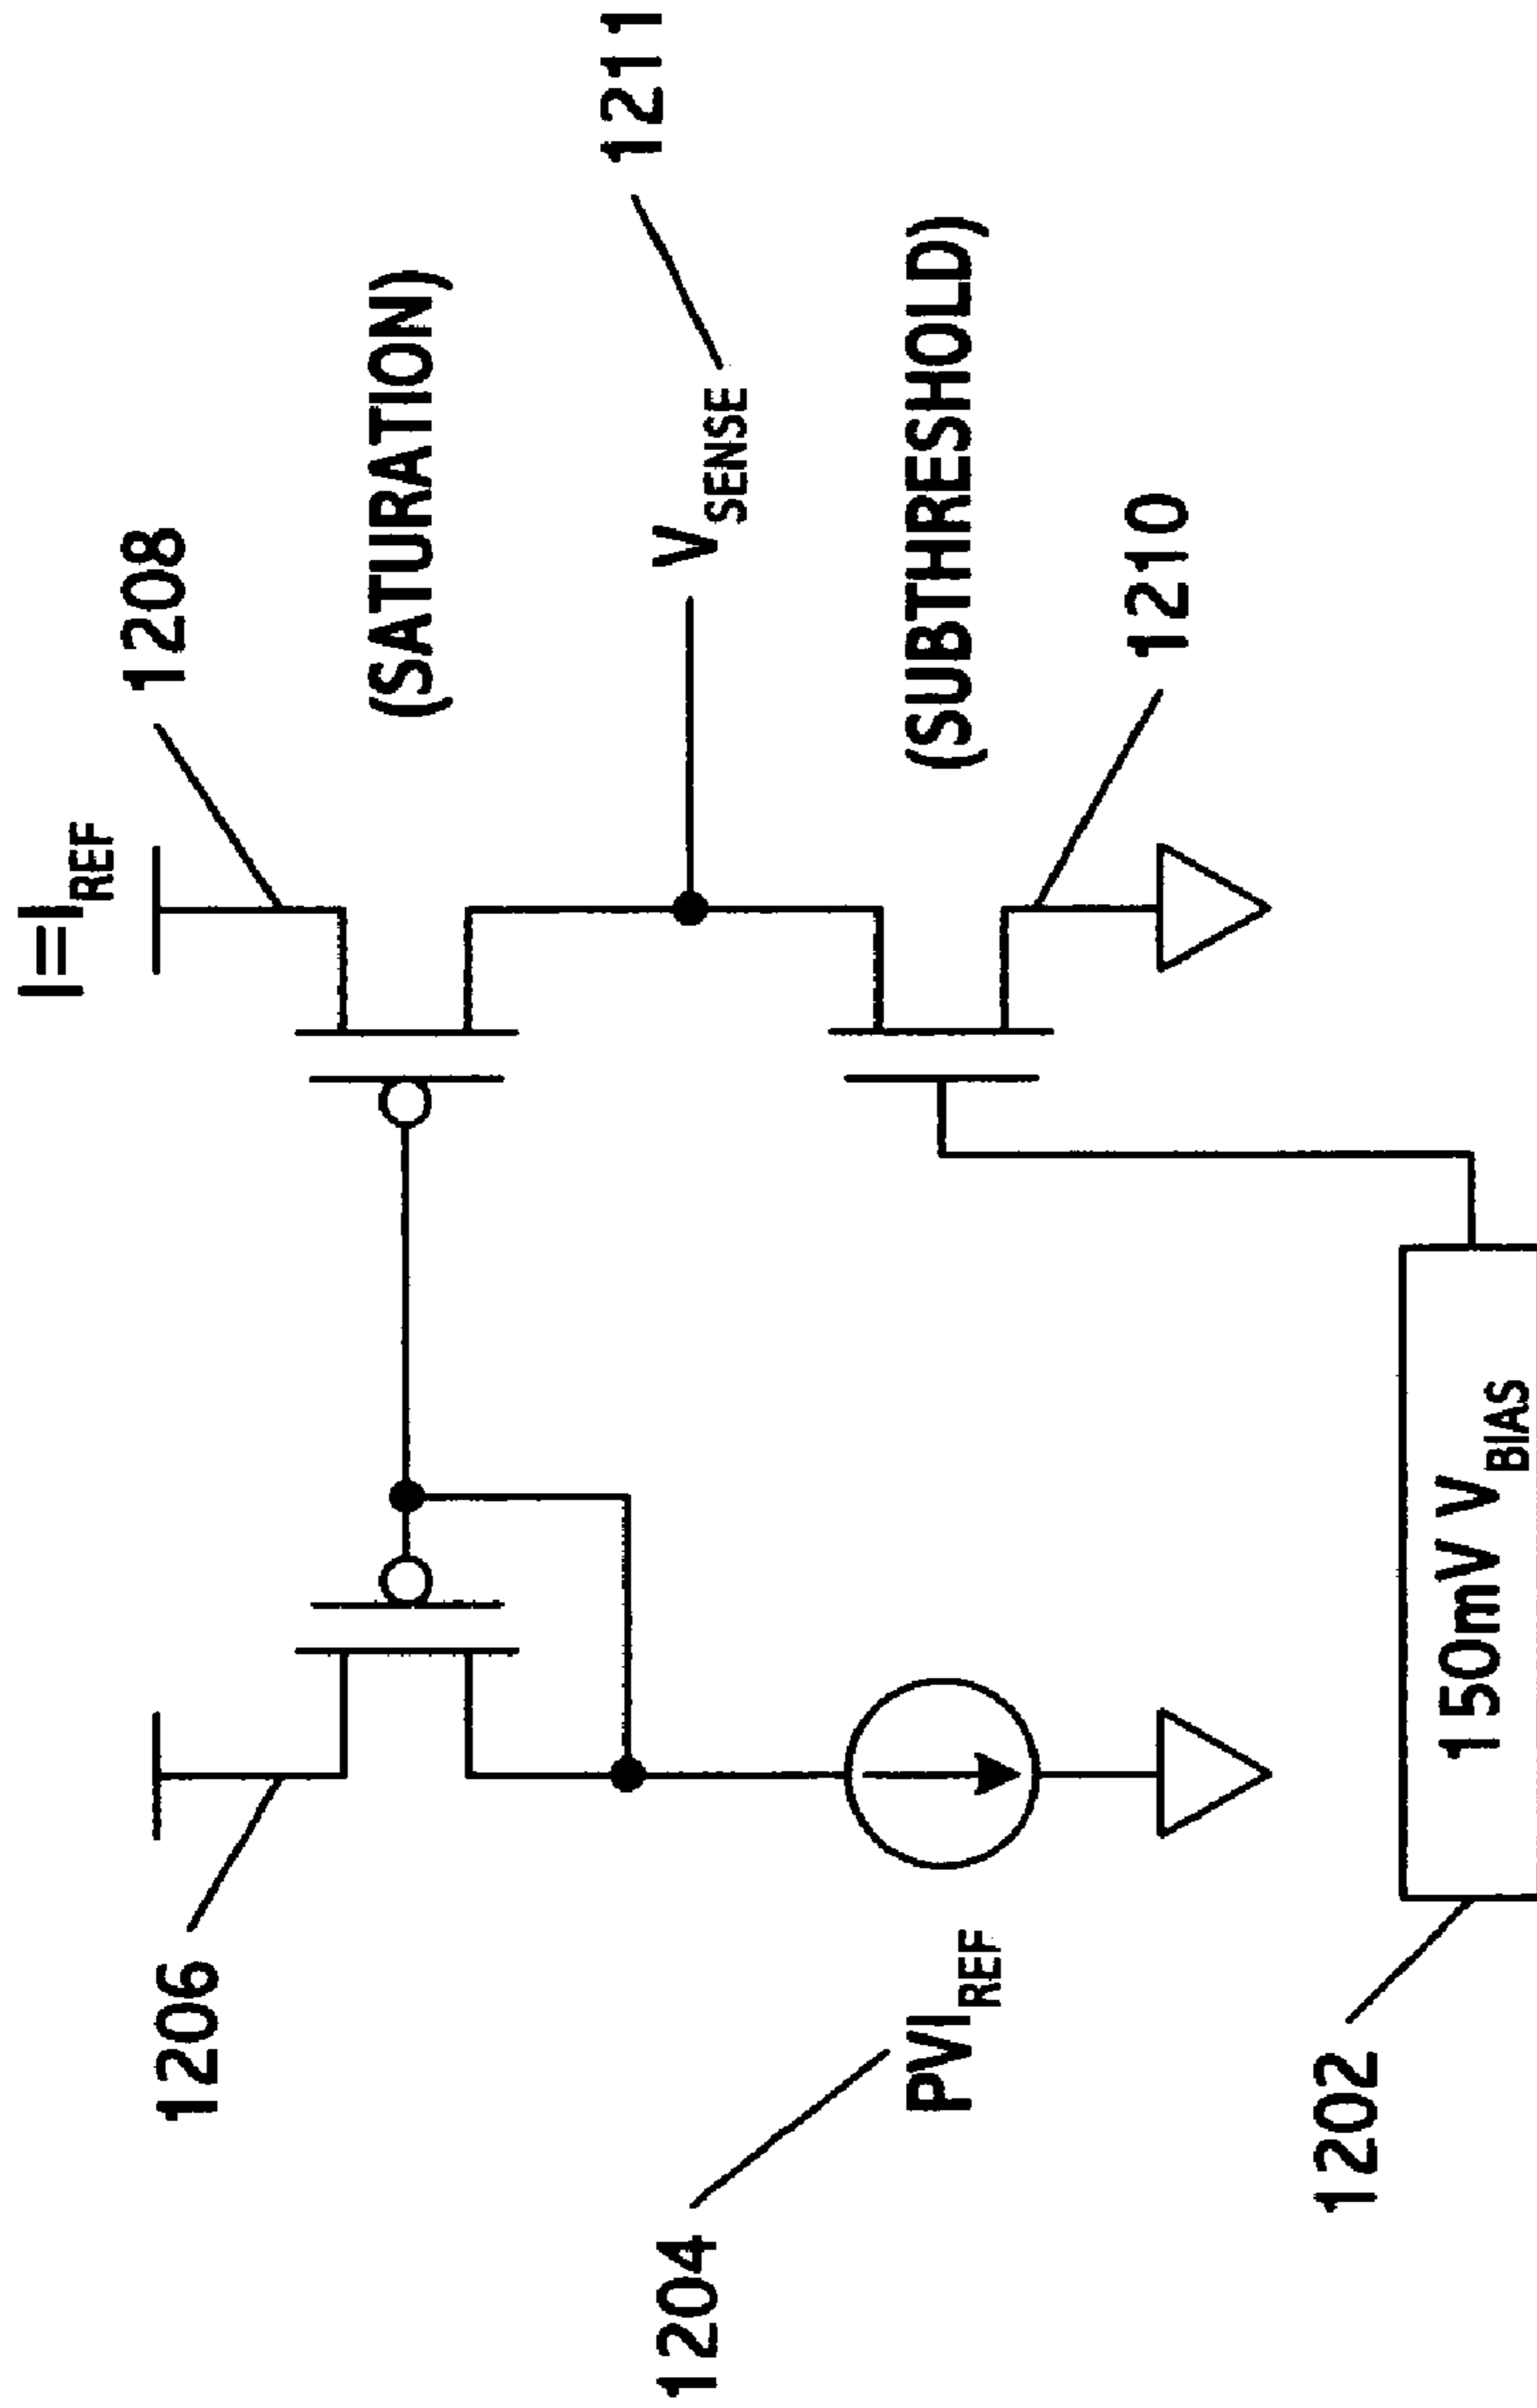 I=I_REF
1208
1206
(SATURATION)
V_SENSE
1211
1204
PVI_REF
(SUBTHRESHOLD)
1210
1202
150mV V_BIAS